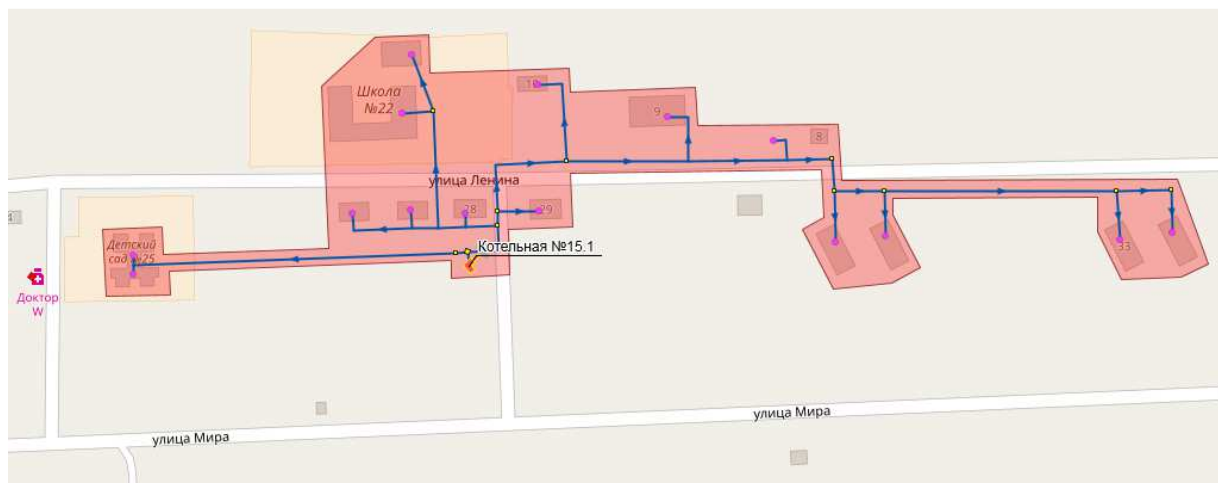 10
Школа
№22
9
8
улица Ленина
28
29
4
Котельная №15.1
Детский
сад №25
33
Доктор
W
улица Мира
улица Мира